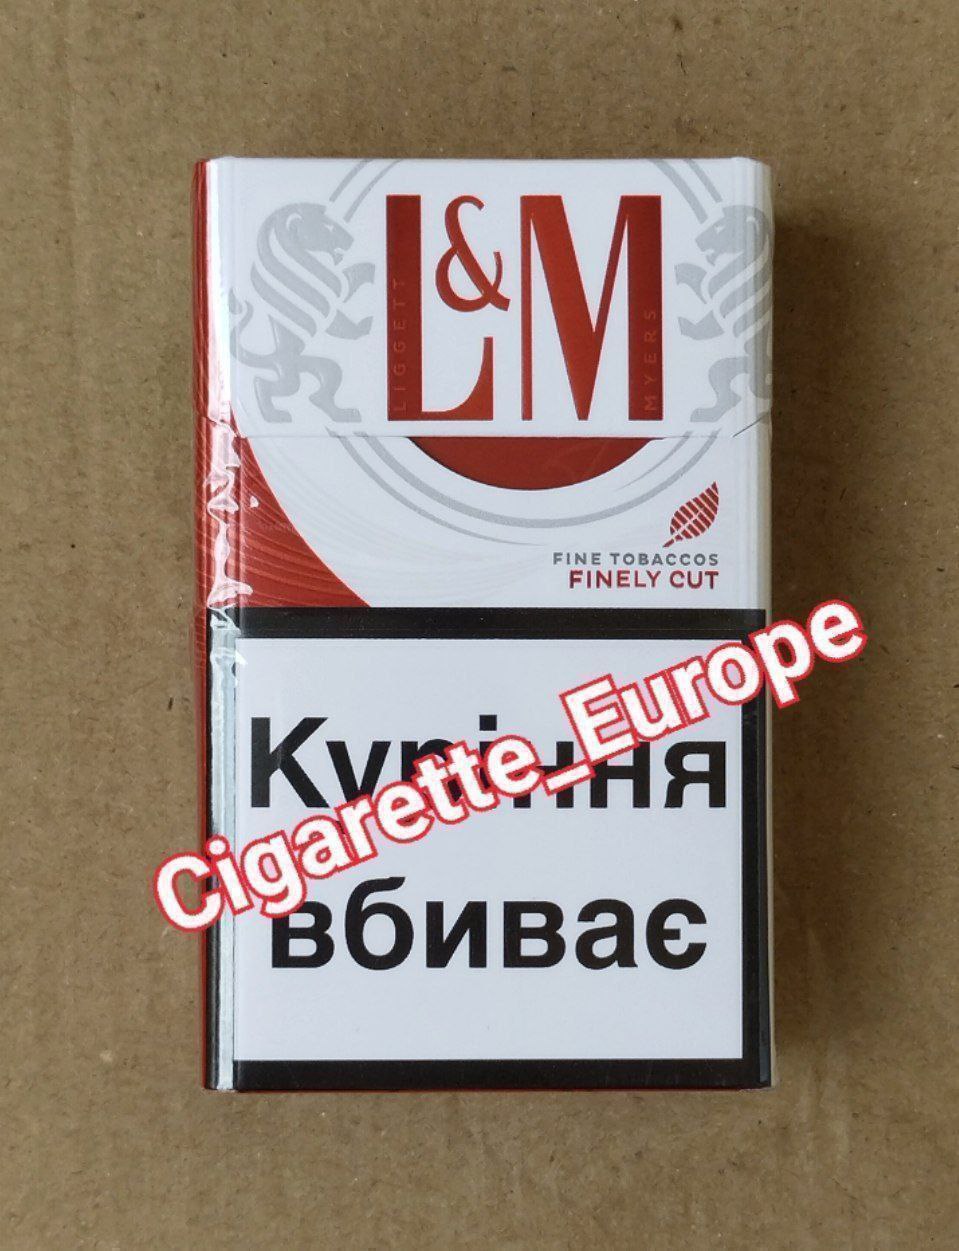 L&M
LIGGETT
MYERS
FINE TOBACCOS
FINELY CUT
Куріння
вбиває
Cigarette_Europe